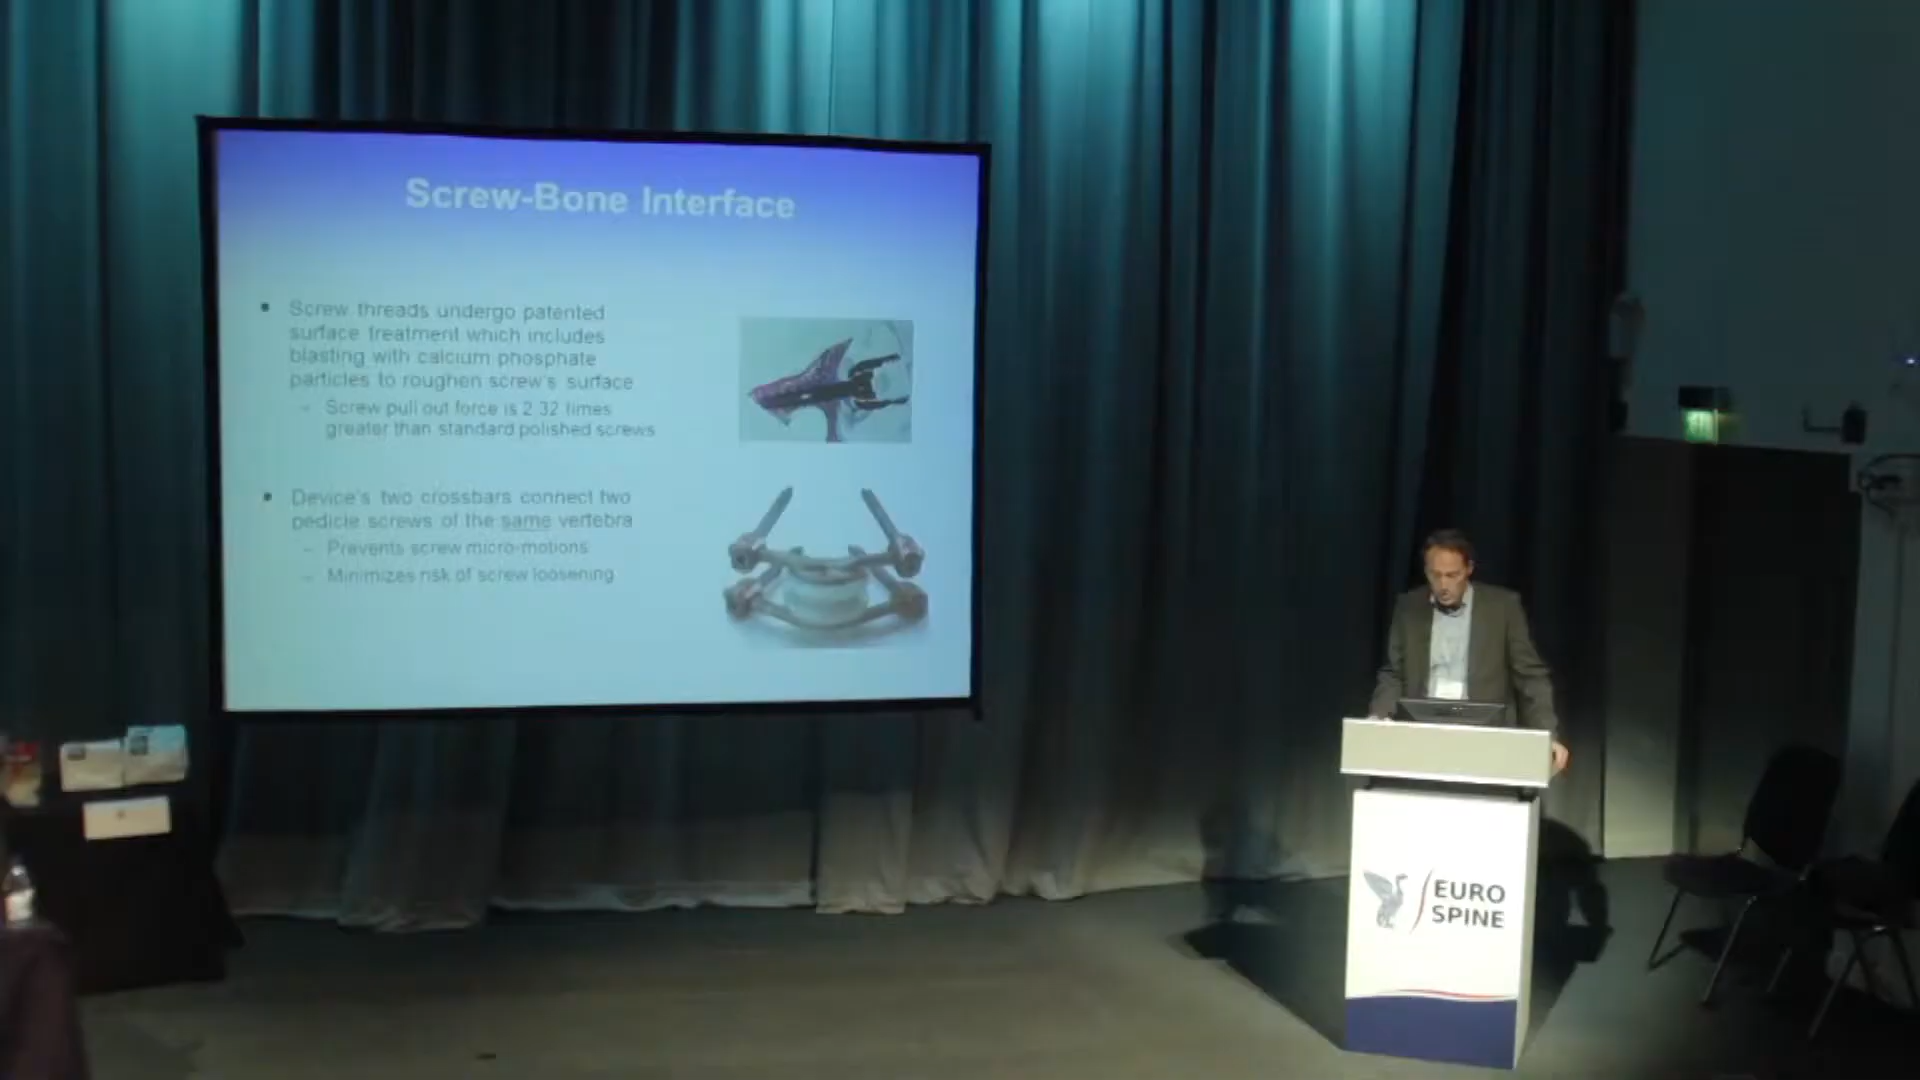 Screw-Bone Interface
• Screw threads undergo patented
surface treatment which includes
blasting with calcium phosphate
particles to roughen screw's surface
– Screw pull out force is 2.32 times
greater than standard polished screws
• Device's two crossbars connect two
pedicle screws of the same vertebra
– Prevents screw micro-motions
– Minimizes risk of screw loosening
EURO
SPINE